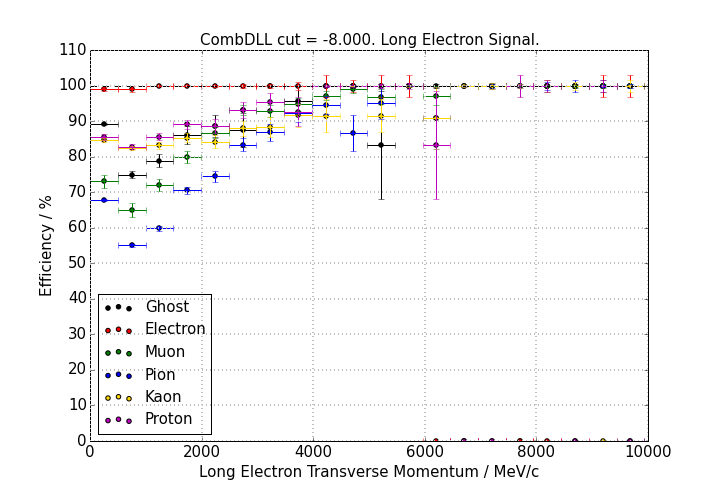 CombDLL cut = -8.000. Long Electron Signal.
110
100
90
80
70
60
50
40
30
20
10
0
Efficiency / %
Ghost
Electron
Muon
Pion
Kaon
Proton
0 2000 4000 6000 8000 10000
Long Electron Transverse Momentum / MeV/c